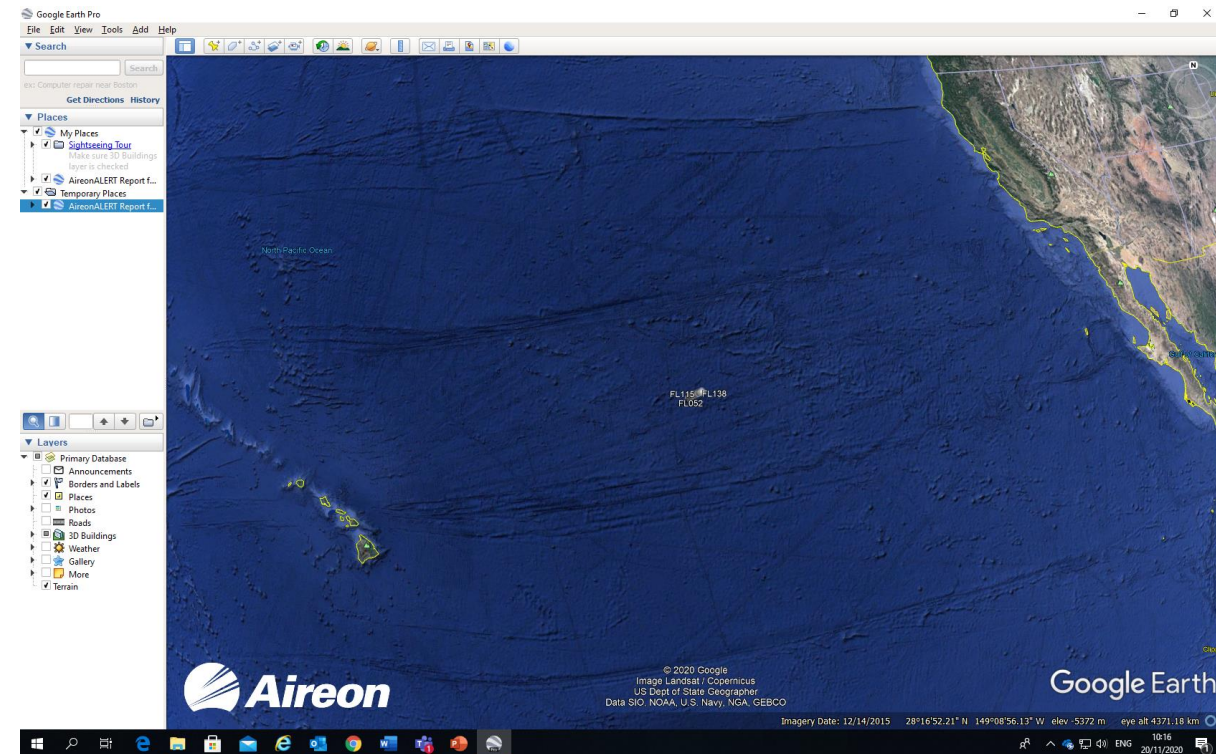 Google Earth Pro
File Edit View Tools Add Help
Search
Search
ex: Computer repair near Boston
Get Directions History
Places
My Places
Sightseeing Tour
Make sure 3D Buildings
layer is checked
AireonALERT Report f...
Temporary Places
AireonALERT Report f...
Layers
Primary Database
Announcements
Borders and Labels
Places
Photos
Roads
3D Buildings
Weather
Gallery
More
Terrain
N
North Pacific Ocean
FL115 FL138
FL052
Aireon
© 2020 Google
Image Landsat / Copernicus
US Dept of State Geographer
Data SIO, NOAA, U.S. Navy, NGA, GEBCO
Google Earth
Imagery Date: 12/14/2015 28°16'52.21" N 149°08'56.13" W elev -5372 m eye alt 4371.18 km
ENG
10:16
20/11/2020